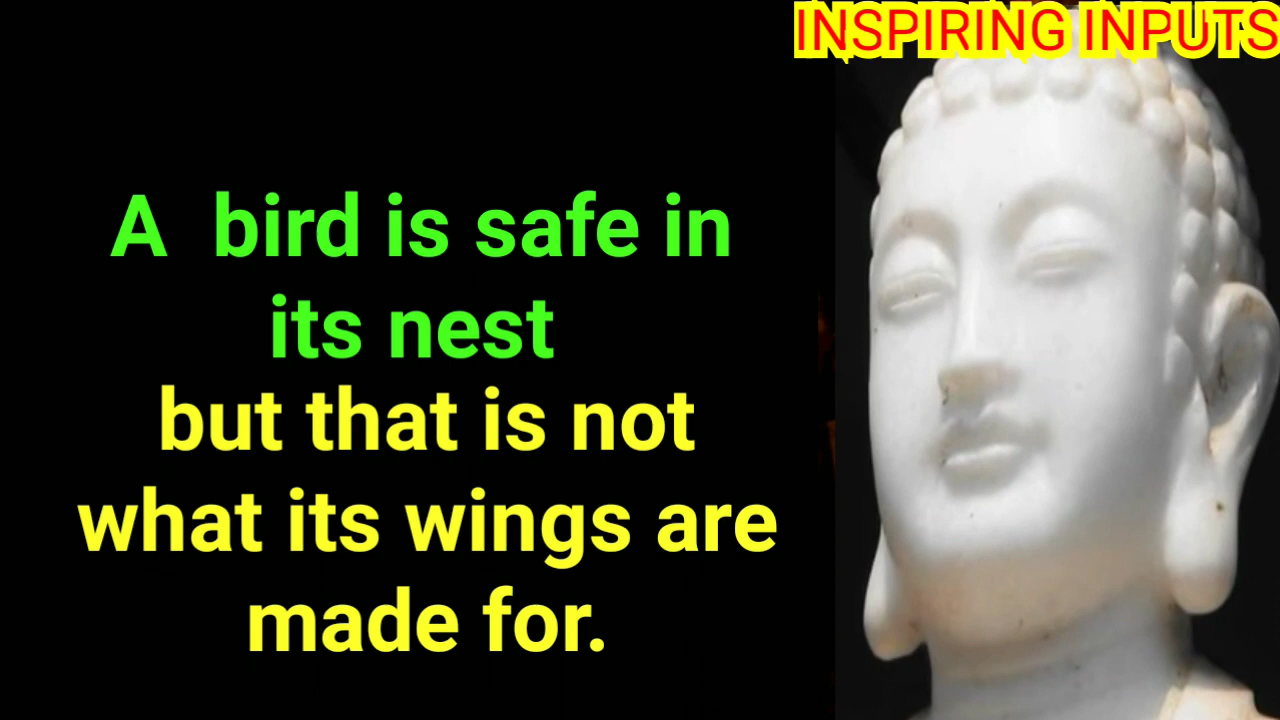 INSPIRING INPUTS
A  bird is safe in
its nest
but that is not
what its wings are
made for.